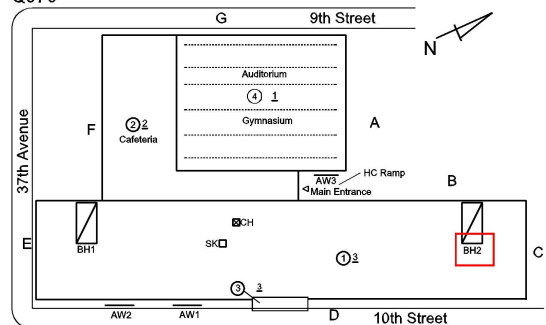 G 9th Street
N
37th Avenue
Auditorium
4 1
Gymnasium
A
F
2 2
Cafeteria
HC Ramp
AW3
Main Entrance
B
CH
SK
E
BH1
BH2
C
1 3
3 3
AW2 AW1
D 10th Street